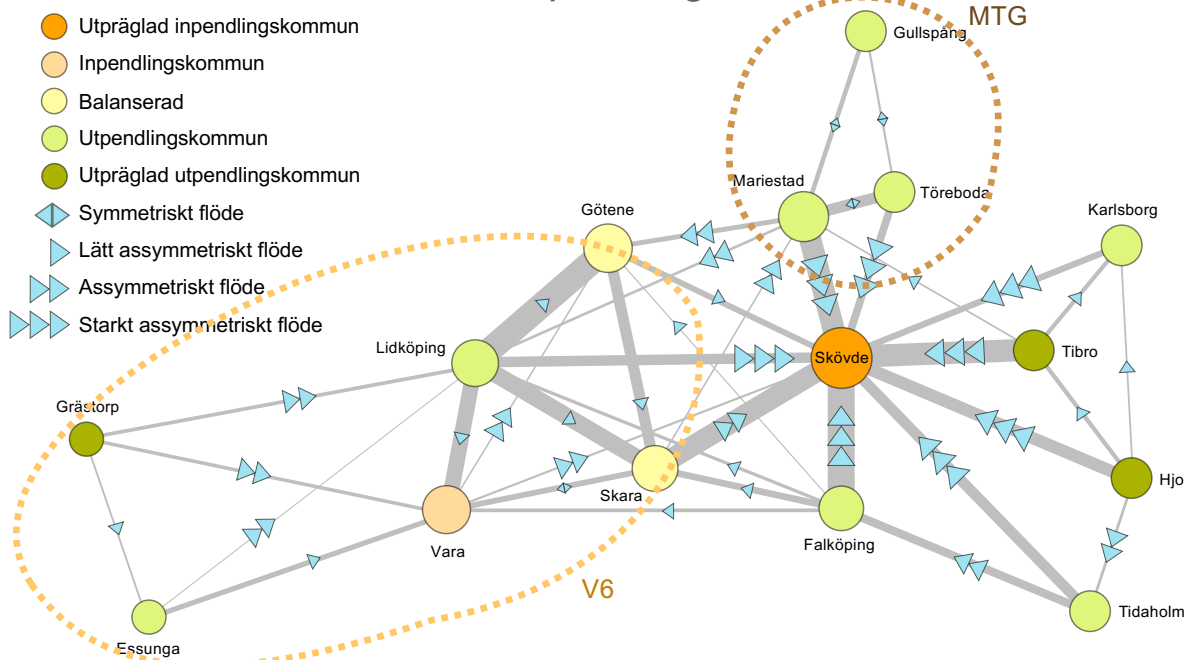 Utpräglad inpendlingskommun
Inpendlingskommun
Balanserad
Utpendlingskommun
Utpräglad utpendlingskommun
Symmetriskt flöde
Lätt assymmetriskt flöde
Assymmetriskt flöde
Starkt assymmetriskt flöde
MTG
Gullspång
Mariestad
Töreboda
Götene
Karlsborg
Lidköping
Skövde
Tibro
Grästorp
Skara
Hjo
Vara
Falköping
V6
Tidaholm
Essunga